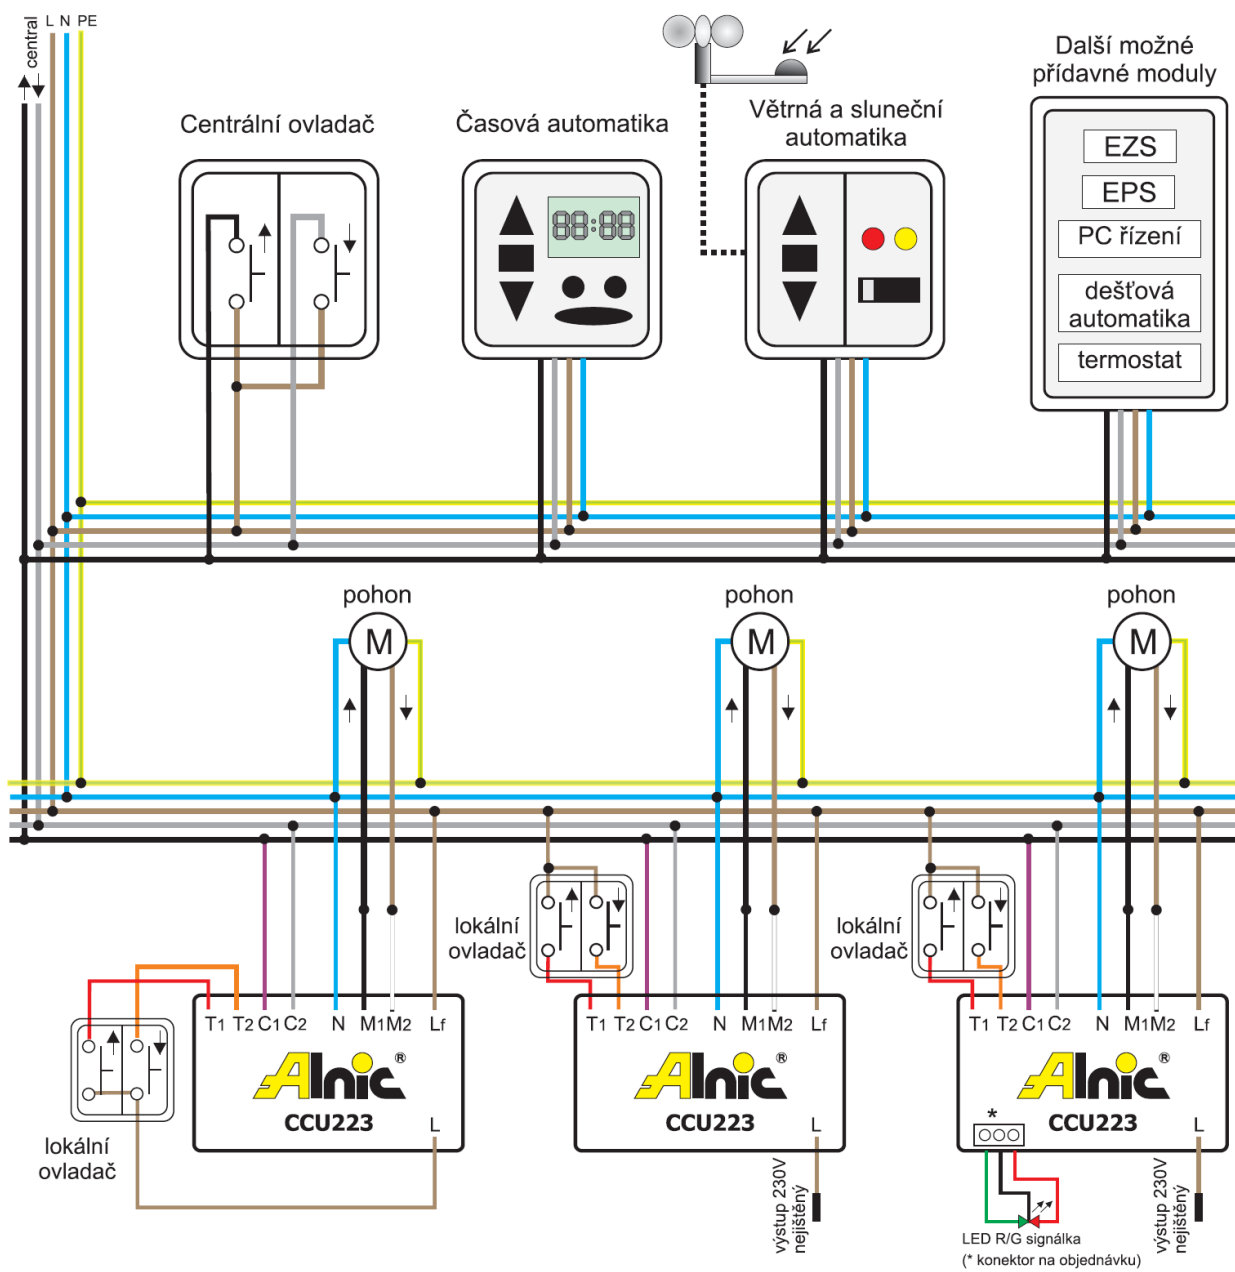 central
L N PE
Centrální ovladač
Časová automatika
88:88
Větrná a sluneční
automatika
Další možné
přídavné moduly
EZS
EPS
PC řízení
dešťová
automatika
termostat
pohon
M
pohon
M
pohon
M
lokální
ovladač
lokální
ovladač
T1 T2 C1 C2 N M1 M2 Lf
Alnic®
CCU223
L
lokální
ovladač
T1 T2 C1 C2 N M1 M2 Lf
Alnic®
CCU223
L
výstup 230V
nejištěný
T1 T2 C1 C2 N M1 M2 Lf
Alnic®
CCU223
*
L
LED R/G signálka
(* konektor na objednávku)
výstup 230V
nejištěný